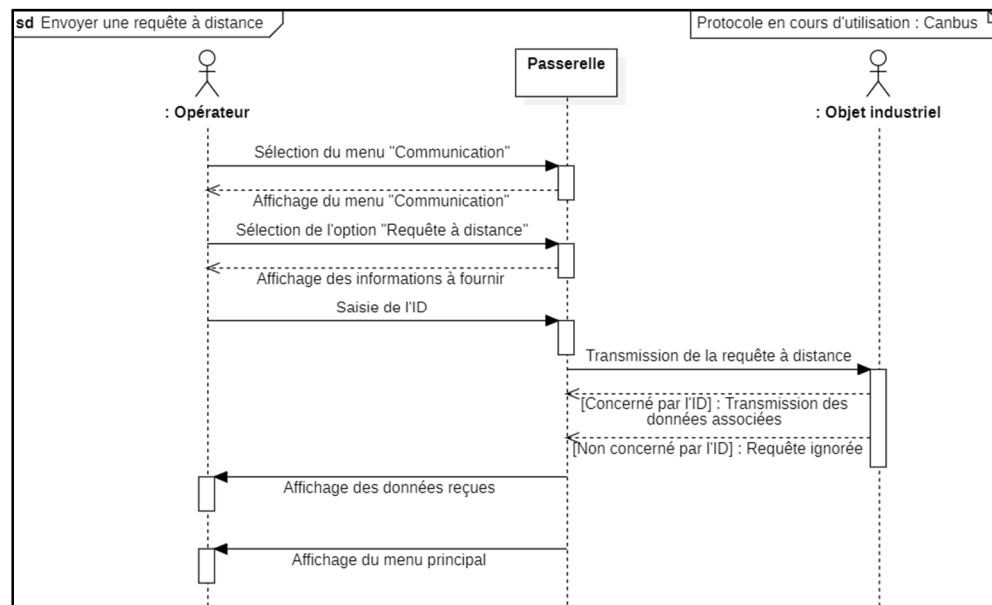 sd Envoyer une requête à distance
Protocole en cours d'utilisation : Canbus
: Opérateur
Passerelle
: Objet industriel
Sélection du menu "Communication"
Affichage du menu "Communication"
Sélection de l'option "Requête à distance"
Affichage des informations à fournir
Saisie de l'ID
Transmission de la requête à distance
[Concerné par l'ID] : Transmission des
données associées
[Non concerné par l'ID] : Requête ignorée
Affichage des données reçues
Affichage du menu principal